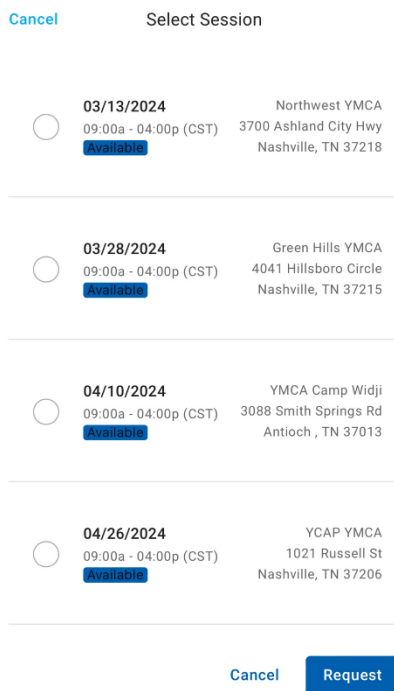 Cancel Select Session
03/13/2024
09:00a - 04:00p (CST)
Available
Northwest YMCA
3700 Ashland City Hwy
Nashville, TN 37218
03/28/2024
09:00a - 04:00p (CST)
Available
Green Hills YMCA
4041 Hillsboro Circle
Nashville, TN 37215
04/10/2024
09:00a - 04:00p (CST)
Available
YMCA Camp Widji
3088 Smith Springs Rd
Antioch , TN 37013
04/26/2024
09:00a - 04:00p (CST)
Available
YCAP YMCA
1021 Russell St
Nashville, TN 37206
Cancel Request